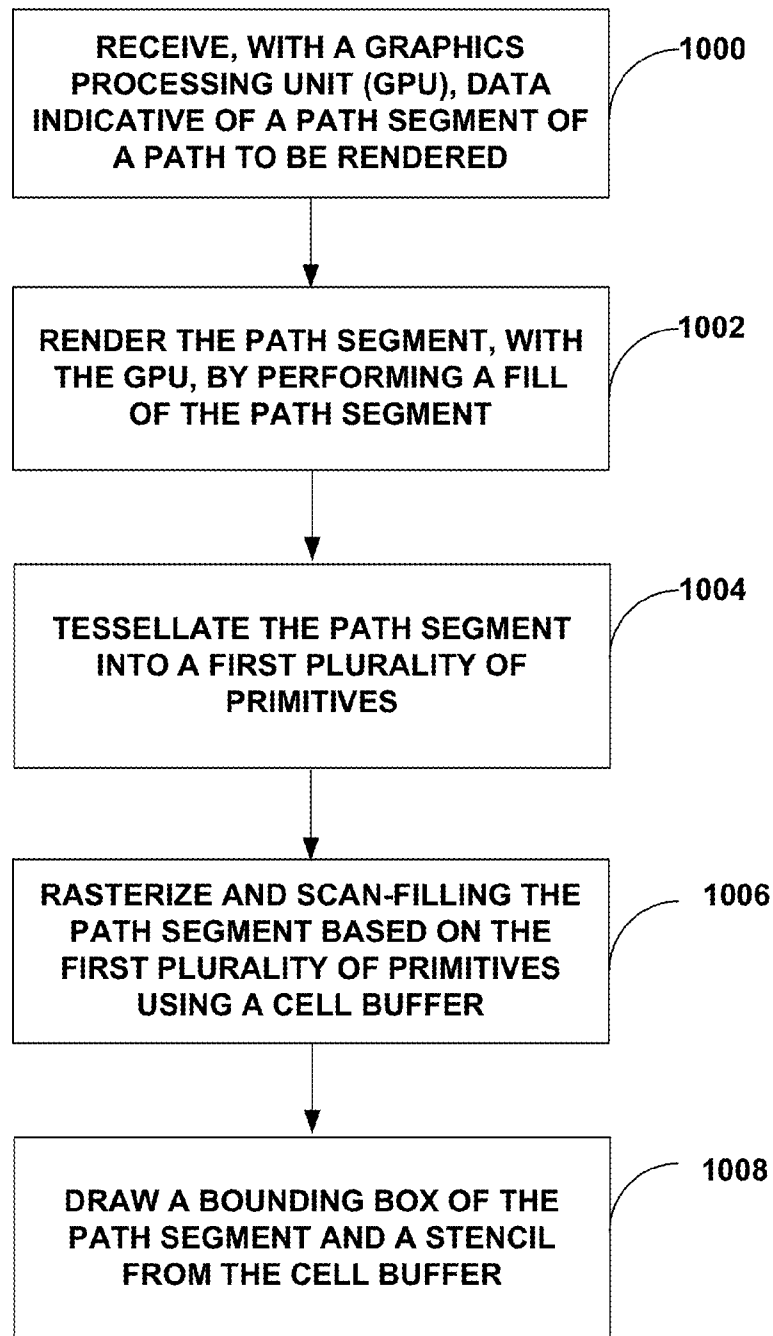 RECEIVE, WITH A GRAPHICS
PROCESSING UNIT (GPU), DATA
INDICATIVE OF A PATH SEGMENT OF
A PATH TO BE RENDERED
1000
RENDER THE PATH SEGMENT, WITH
THE GPU, BY PERFORMING A FILL
OF THE PATH SEGMENT
1002
TESSELLATE THE PATH SEGMENT
INTO A FIRST PLURALITY OF
PRIMITIVES
1004
RASTERIZE AND SCAN-FILLING THE
PATH SEGMENT BASED ON THE
FIRST PLURALITY OF PRIMITIVES
USING A CELL BUFFER
1006
DRAW A BOUNDING BOX OF THE
PATH SEGMENT AND A STENCIL
FROM THE CELL BUFFER
1008